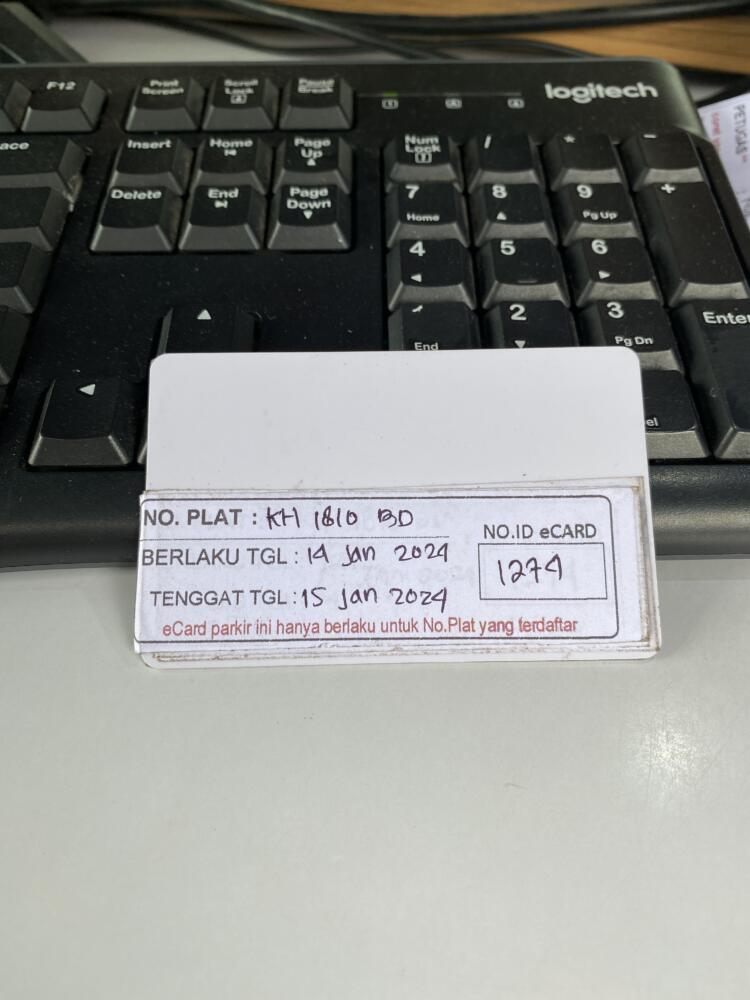 F12
Print Screen
Scroll Lock
Pause Break
logitech
Insert
Home
Page Up
Num Lock
/
*
-
Delete
End
Page Down
7 Home
8
9 Pg Up
+
4
5
6
End
2
3 Pg Dn
Enter
NO. PLAT : KH 1810 BD
NO.ID eCARD
BERLAKU TGL : 14 Jan 2024
1274
TENGGAT TGL : 15 Jan 2024
eCard parkir ini hanya berlaku untuk No.Plat yang terdaftar
PETUGAS